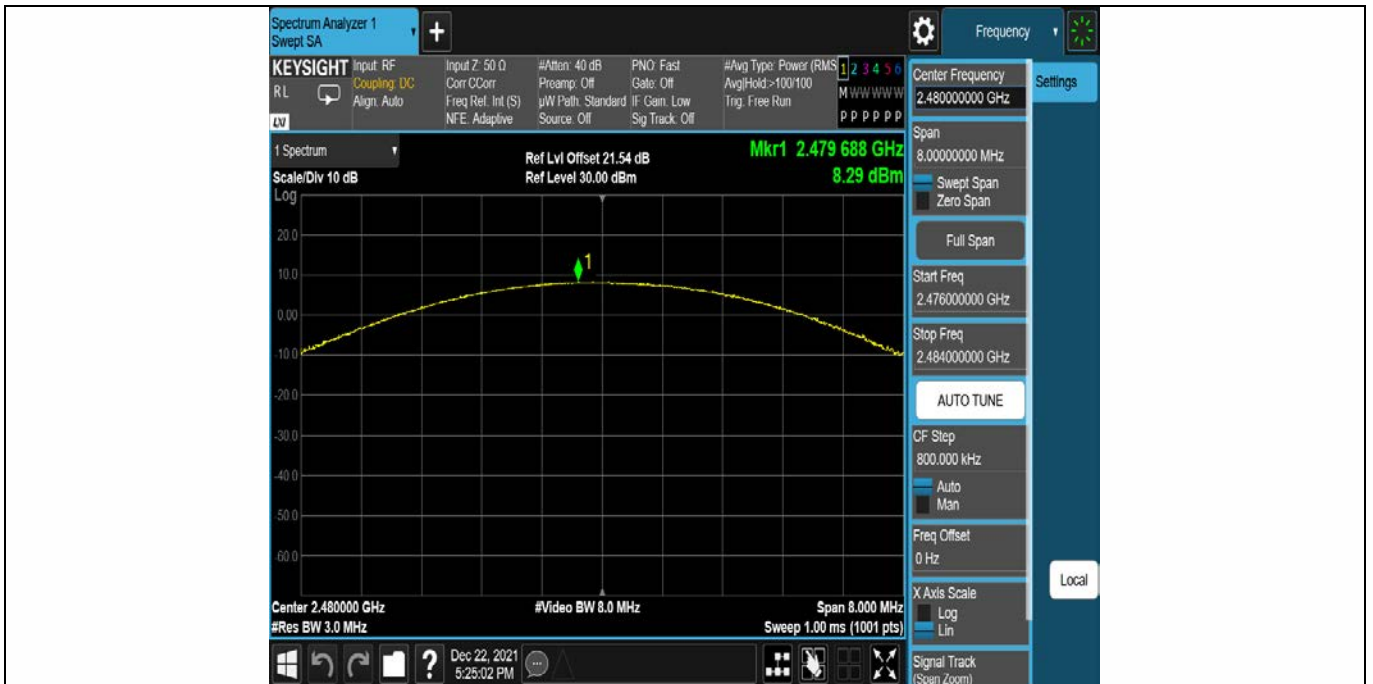 Spectrum Analyzer 1
Swept SA
+
Frequency
KEYSIGHT
RL
LV
Input: RF
Coupling: DC
Align: Auto
Input Z: 50 Ω
Corr CCorr
Freq Ref: Int (S)
NFE: Adaptive
#Atten: 40 dB
Preamp: Off
µW Path: Standard
Source: Off
PNO: Fast
Gate: Off
IF Gain: Low
Sig Track: Off
#Avg Type: Power (RMS
Avg|Hold:>100/100
Trig: Free Run
1 2 3 4 5 6
M W W W W W
P P P P P P
1 Spectrum
Scale/Div 10 dB
Log
Ref Lvl Offset 21.54 dB
Ref Level 30.00 dBm
Mkr1 2.479 688 GHz
8.29 dBm
20.0
10.0
0.00
-10.0
-20.0
-30.0
-40.0
-50.0
-60.0
1
Center 2.480000 GHz
#Res BW 3.0 MHz
#Video BW 8.0 MHz
Span 8.000 MHz
Sweep 1.00 ms (1001 pts)
?
Dec 22, 2021
5:25:02 PM
Center Frequency
2.480000000 GHz
Span
8.00000000 MHz
Swept Span
Zero Span
Full Span
Start Freq
2.476000000 GHz
Stop Freq
2.484000000 GHz
AUTO TUNE
CF Step
800.000 kHz
Auto
Man
Freq Offset
0 Hz
X Axis Scale
Log
Lin
Signal Track
(Span Zoom)
Settings
Local